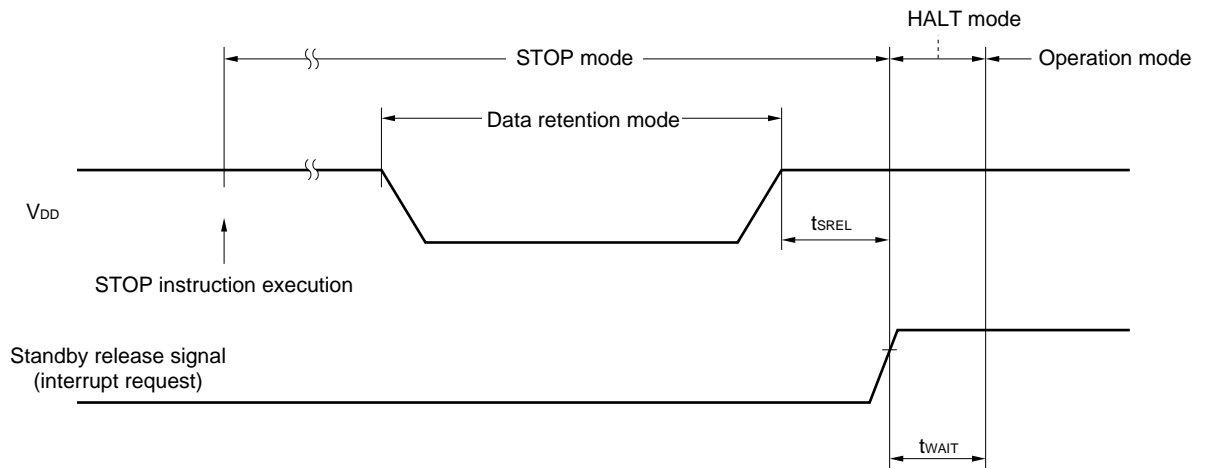 HALT mode
STOP mode
Operation mode
Data retention mode
VDD
tSREL
STOP instruction execution
Standby release signal
(interrupt request)
tWAIT